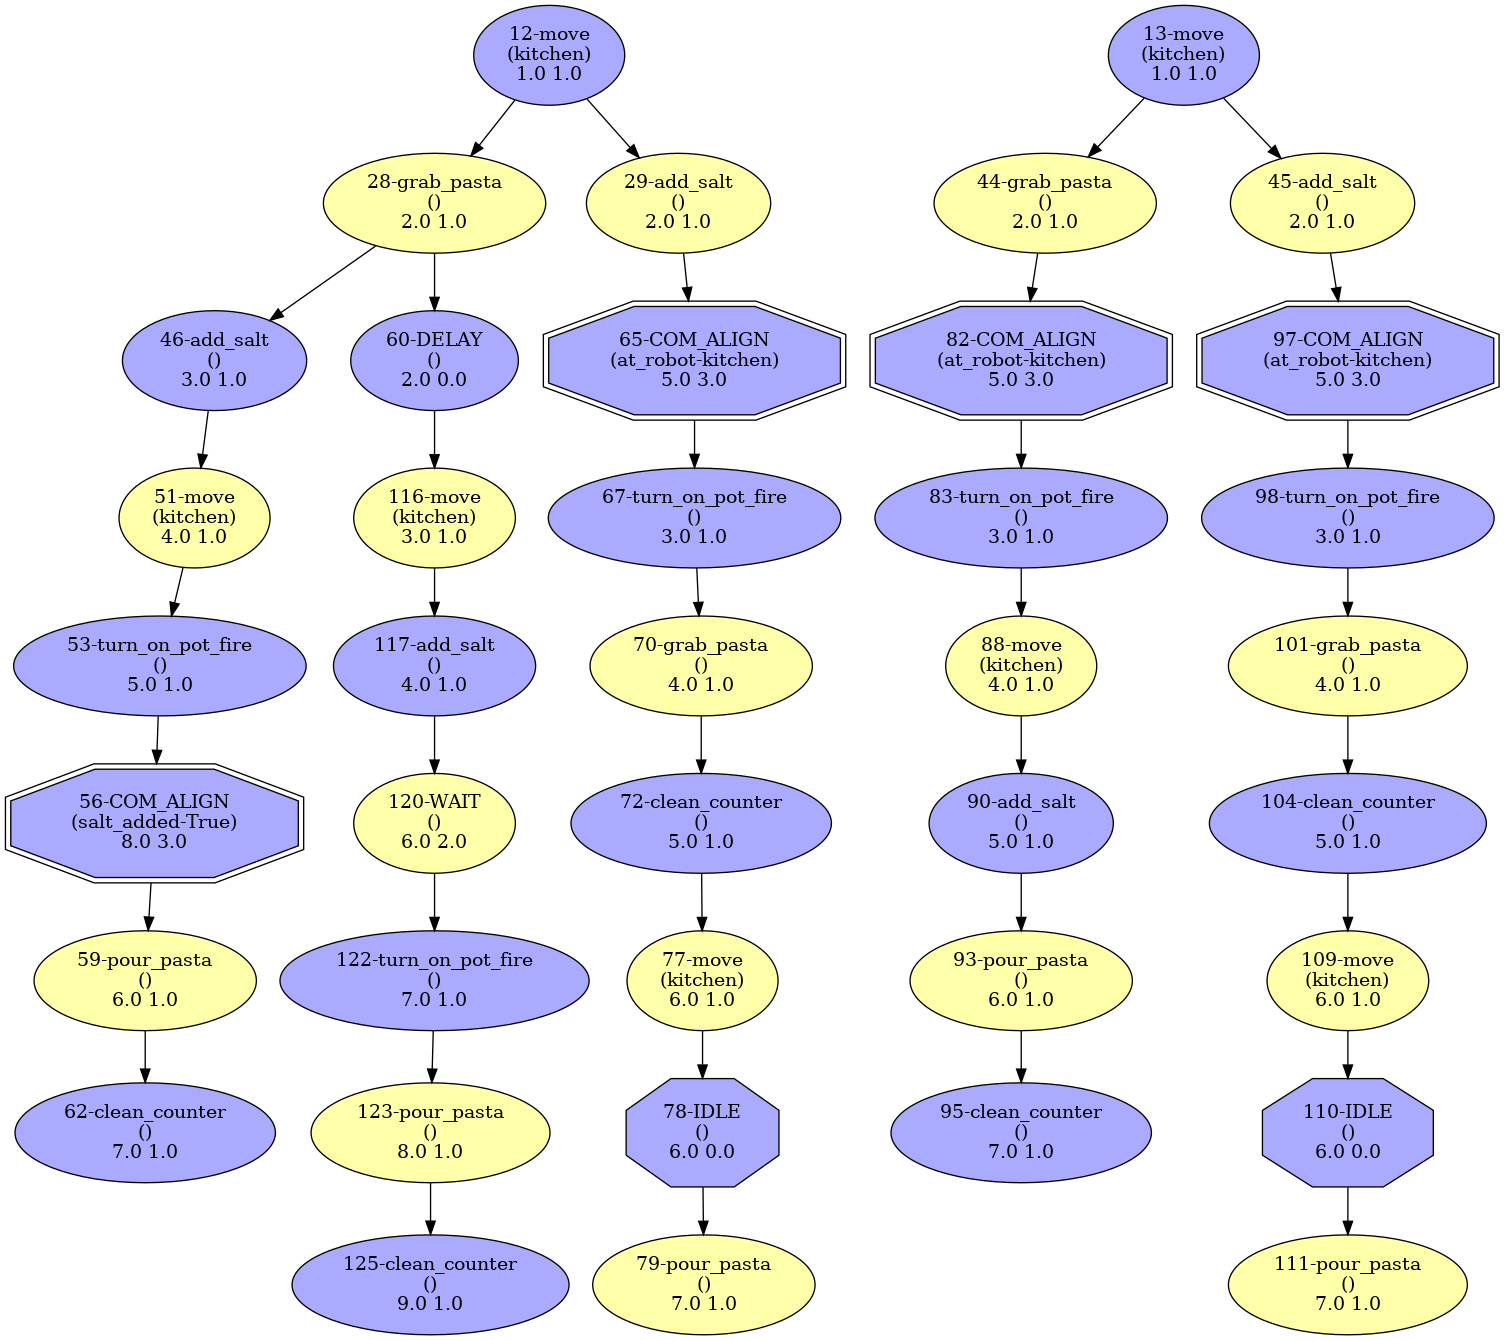 12-move
(kitchen)
1.0 1.0
13-move
(kitchen)
1.0 1.0
28-grab_pasta
()
2.0 1.0
29-add_salt
()
2.0 1.0
44-grab_pasta
()
2.0 1.0
45-add_salt
()
2.0 1.0
46-add_salt
()
3.0 1.0
60-DELAY
()
2.0 0.0
65-COM_ALIGN
(at_robot-kitchen)
5.0 3.0
82-COM_ALIGN
(at_robot-kitchen)
5.0 3.0
97-COM_ALIGN
(at_robot-kitchen)
5.0 3.0
51-move
(kitchen)
4.0 1.0
116-move
(kitchen)
3.0 1.0
67-turn_on_pot_fire
()
3.0 1.0
83-turn_on_pot_fire
()
3.0 1.0
98-turn_on_pot_fire
()
3.0 1.0
53-turn_on_pot_fire
()
5.0 1.0
117-add_salt
()
4.0 1.0
70-grab_pasta
()
4.0 1.0
88-move
(kitchen)
4.0 1.0
101-grab_pasta
()
4.0 1.0
56-COM_ALIGN
(salt_added-True)
8.0 3.0
120-WAIT
()
6.0 2.0
72-clean_counter
()
5.0 1.0
90-add_salt
()
5.0 1.0
104-clean_counter
()
5.0 1.0
59-pour_pasta
()
6.0 1.0
122-turn_on_pot_fire
()
7.0 1.0
77-move
(kitchen)
6.0 1.0
93-pour_pasta
()
6.0 1.0
109-move
(kitchen)
6.0 1.0
62-clean_counter
()
7.0 1.0
123-pour_pasta
()
8.0 1.0
78-IDLE
()
6.0 0.0
95-clean_counter
()
7.0 1.0
110-IDLE
()
6.0 0.0
125-clean_counter
()
9.0 1.0
79-pour_pasta
()
7.0 1.0
111-pour_pasta
()
7.0 1.0